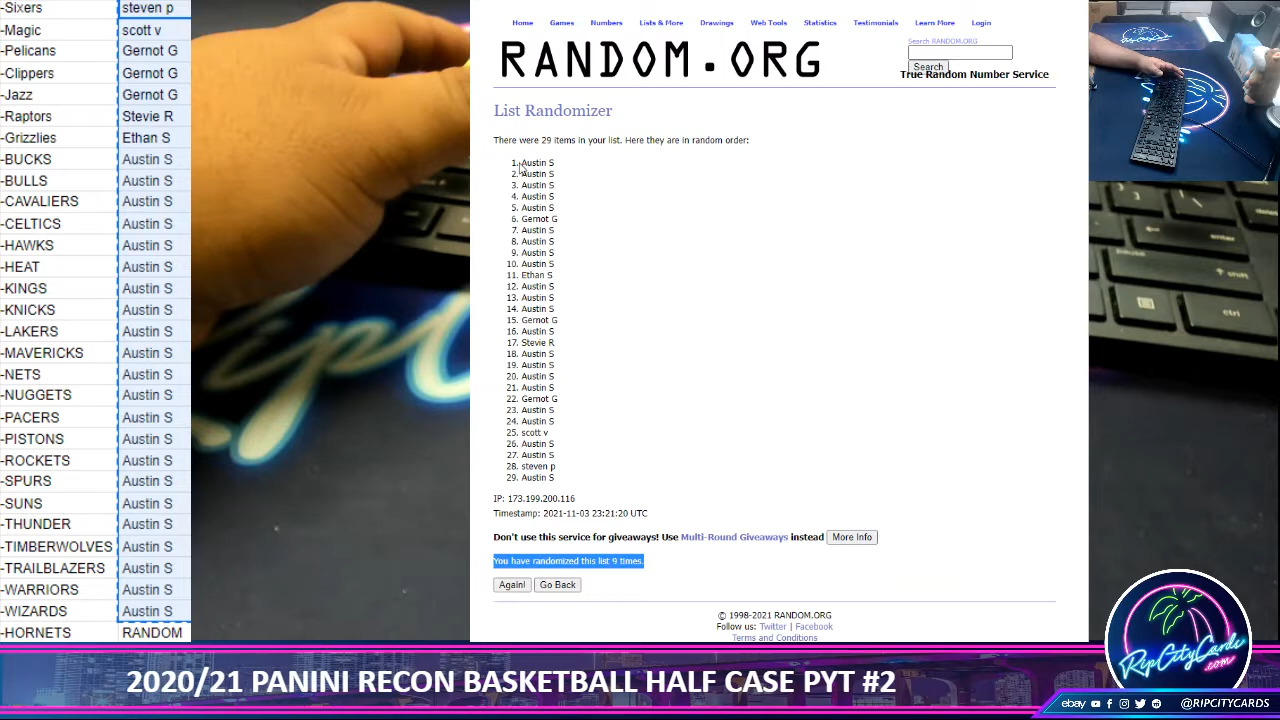 -Sixers steven p
-Magic scott v
-Pelicans Gernot G
-Clippers Gernot G
-Jazz Gernot G
-Raptors Stevie R
-Grizzlies Ethan S
-BUCKS Austin S
-BULLS Austin S
-CAVALIERS Austin S
-CELTICS Austin S
-HAWKS Austin S
-HEAT Austin S
-KINGS Austin S
-KNICKS Austin S
-LAKERS Austin S
-MAVERICKS Austin S
-NETS Austin S
-NUGGETS Austin S
-PACERS Austin S
-PISTONS Austin S
-ROCKETS Austin S
-SPURS Austin S
-SUNS Austin S
-THUNDER Austin S
-TIMBERWOLVES Austin S
-TRAILBLAZERS Austin S
-WARRIORS Austin S
-WIZARDS Austin S
-HORNETS RANDOM
Home Games Numbers Lists & More Drawings Web Tools Statistics Testimonials Learn More Login
RANDOM.ORG
Search RANDOM.ORG
Search
True Random Number Service
List Randomizer
There were 29 items in your list. Here they are in random order:
1. Austin S
2. Austin S
3. Austin S
4. Austin S
5. Austin S
6. Gernot G
7. Austin S
8. Austin S
9. Austin S
10. Austin S
11. Ethan S
12. Austin S
13. Austin S
14. Austin S
15. Gernot G
16. Austin S
17. Stevie R
18. Austin S
19. Austin S
20. Austin S
21. Austin S
22. Gernot G
23. Austin S
24. Austin S
25. scott v
26. Austin S
27. Austin S
28. steven p
29. Austin S
IP: 173.199.200.116
Timestamp: 2021-11-03 23:21:20 UTC
Don't use this service for giveaways! Use Multi-Round Giveaways instead More Info
You have randomized this list 9 times.
Again! Go Back
© 1998-2021 RANDOM.ORG
Follow us: Twitter | Facebook
Terms and Conditions
ctrl
2020/21 PANINI RECON BASKETBALL HALF CASE PYT #2
RipCityCards
.com
ebay @RIPCITYCARDS